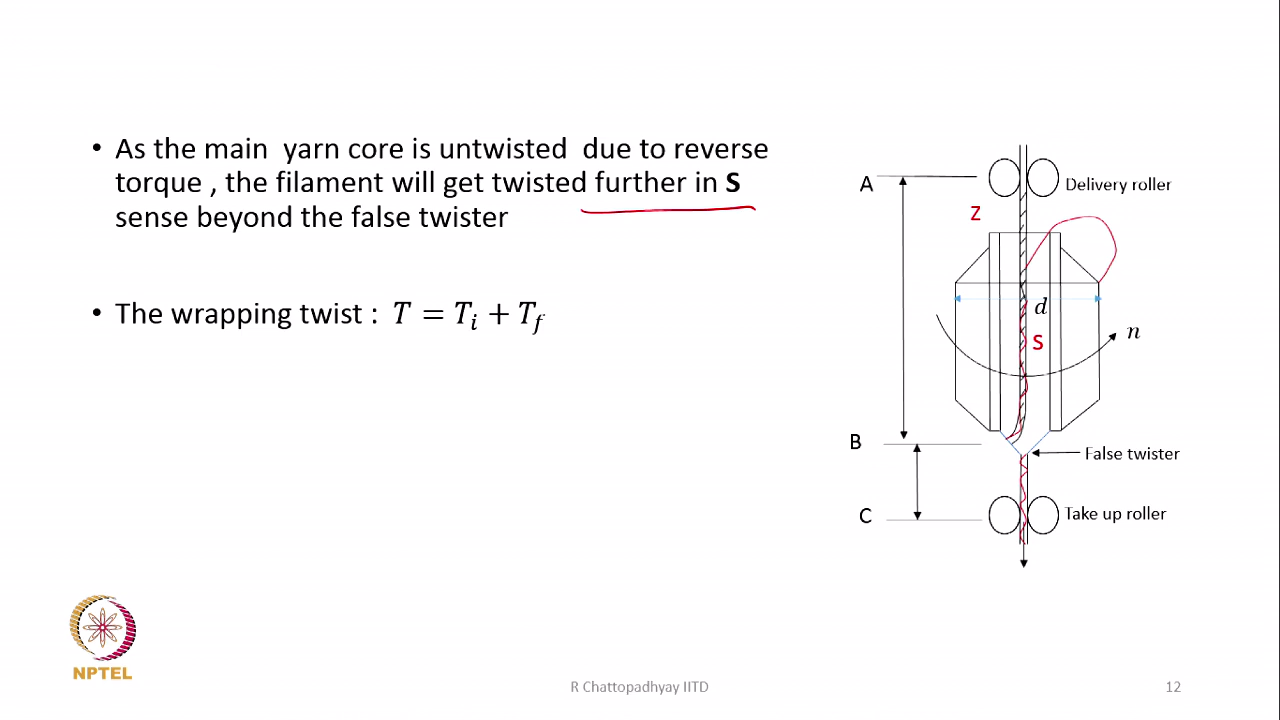 • As the main yarn core is untwisted due to reverse
torque , the filament will get twisted further in S
sense beyond the false twister
• The wrapping twist : T = Tᵢ + T_f
A
Delivery roller
Z
d
S
n
B
False twister
C
Take up roller
NPTEL
R Chattopadhyay IITD
12